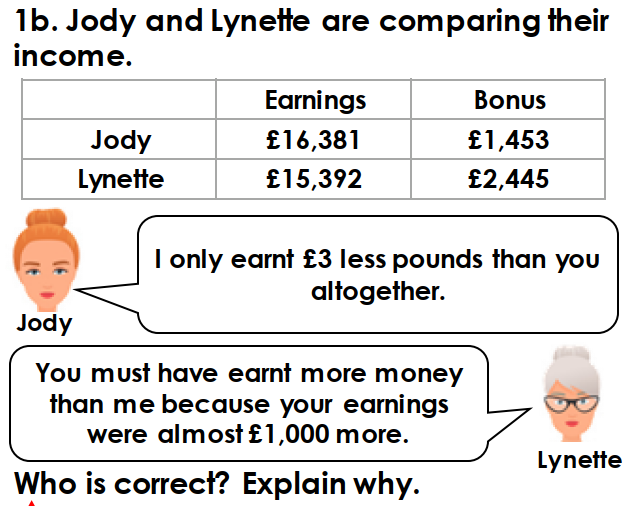 1b. Jody and Lynette are comparing their
income.
Earnings Bonus
Jody £16,381 £1,453
Lynette £15,392 £2,445
I only earnt £3 less pounds than you
altogether.
Jody
You must have earnt more money
than me because your earnings
were almost £1,000 more.
Lynette
Who is correct? Explain why.